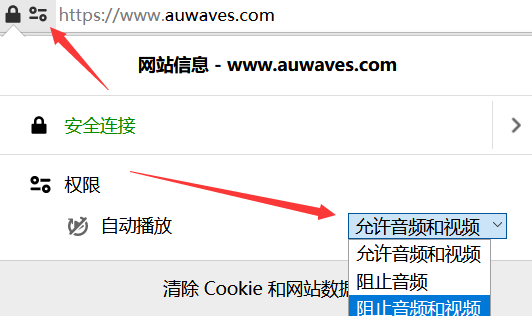 https://www.auwaves.com
网站信息 - www.auwaves.com
安全连接
权限
自动播放
允许音频和视频
允许音频和视频
阻止音频
清除 Cookie 和网站数据
阻止音频和视频